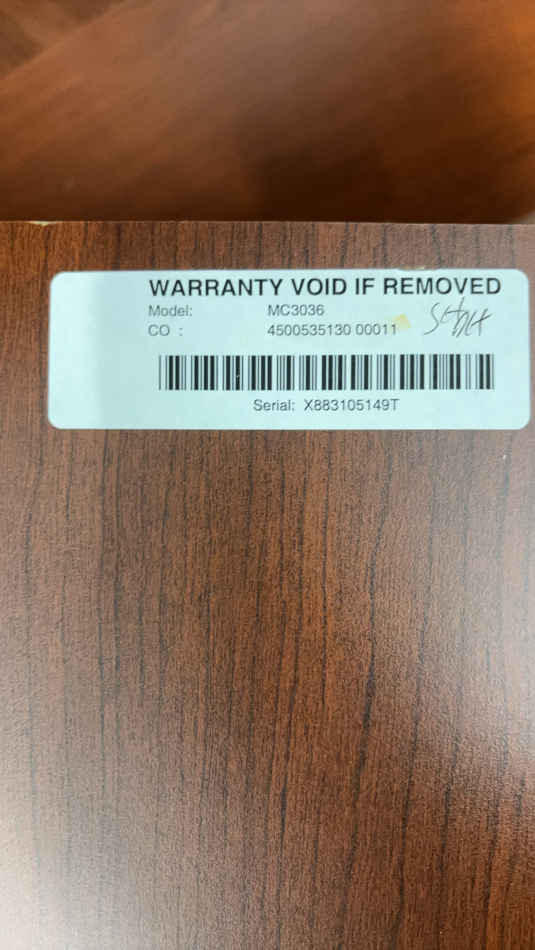 WARRANTY VOID IF REMOVED
Model: MC3036
CO : 4500535130 00011
Serial: X883105149T